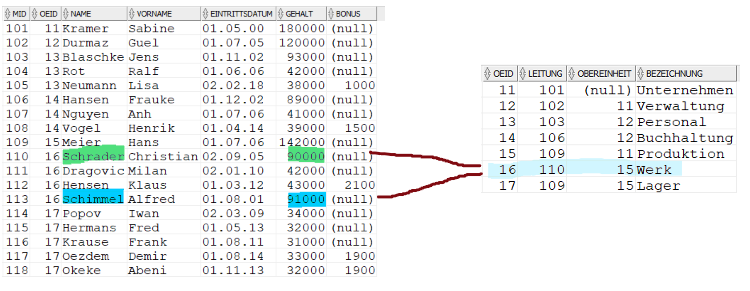 MID OEID NAME VORNAME EINTRITTSDATUM GEHALT BONUS
101 11 Kramer Sabine 01.05.00 180000 (null)
102 12 Durmaz Guel 01.07.05 120000 (null)
103 13 Blaschke Jens 01.11.02 93000 (null)
104 13 Rot Ralf 01.06.06 42000 (null)
105 13 Neumann Lisa 02.02.18 38000 1000
106 14 Hansen Frauke 01.12.02 89000 (null)
107 14 Nguyen Anh 01.07.06 41000 (null)
108 14 Vogel Henrik 01.04.14 39000 1500
109 15 Meier Hans 01.07.06 142000 (null)
110 16 Schrader Christian 02.09.05 90000 (null)
111 16 Dragovic Milan 02.01.10 42000 (null)
112 16 Hensen Klaus 01.03.12 43000 2100
113 16 Schimmel Alfred 01.08.01 91000 (null)
114 17 Popov Iwan 02.03.09 34000 (null)
115 17 Hermans Fred 01.05.13 32000 (null)
116 17 Krause Frank 01.08.11 31000 (null)
117 17 Oezdem Demir 01.08.14 33000 1900
118 17 Okeke Abeni 01.11.13 32000 1900
OEID LEITUNG OBEREINHEIT BEZEICHNUNG
11 101 (null) Unternehmen
12 102 11 Verwaltung
13 103 12 Personal
14 106 12 Buchhaltung
15 109 11 Produktion
16 110 15 Werk
17 109 15 Lager